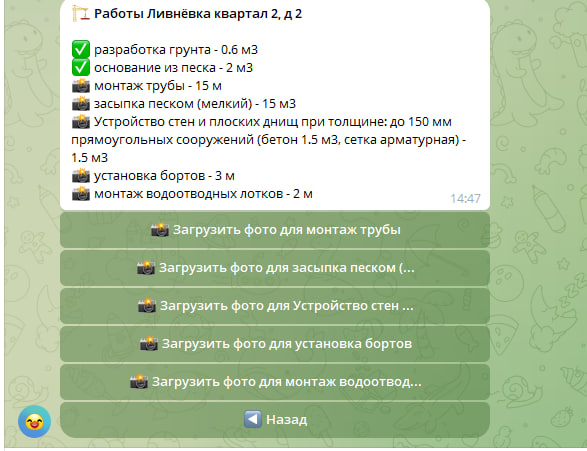 Работы Ливнёвка квартал 2, д 2
разработка грунта - 0.6 м3
основание из песка - 2 м3
монтаж трубы - 15 м
засыпка песком (мелкий) - 15 м3
Устройство стен и плоских днищ при толщине: до 150 мм
прямоугольных сооружений (бетон 1.5 м3, сетка арматурная) -
1.5 м3
установка бортов - 3 м
монтаж водоотводных лотков - 2 м
14:47
Загрузить фото для монтаж трубы
Загрузить фото для засыпка песком (...
Загрузить фото для Устройство стен ...
Загрузить фото для установка бортов
Загрузить фото для монтаж водоотвод...
Назад